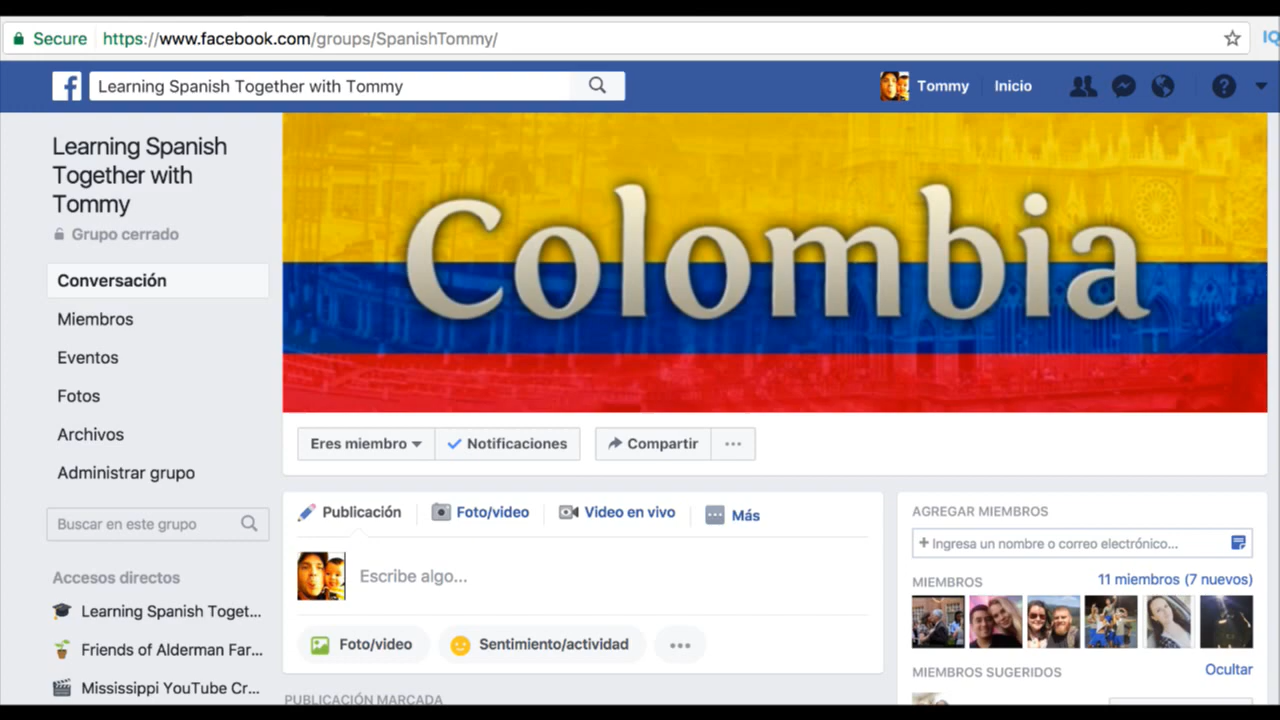 Secure https://www.facebook.com/groups/SpanishTommy/
IQ
f Learning Spanish Together with Tommy
Tommy Inicio
?
Learning Spanish
Together with
Tommy
Grupo cerrado
Conversación
Miembros
Eventos
Fotos
Archivos
Administrar grupo
Buscar en este grupo
Accesos directos
Learning Spanish Toget...
Friends of Alderman Far...
Mississippi YouTube Cr...
Colombia
Eres miembro Notificaciones Compartir ...
Publicación Foto/video Video en vivo Más
Escribe algo...
Foto/video Sentimiento/actividad ...
PUBLICACIÓN MARCADA
AGREGAR MIEMBROS
+ Ingresa un nombre o correo electrónico...
MIEMBROS 11 miembros (7 nuevos)
MIEMBROS SUGERIDOS Ocultar